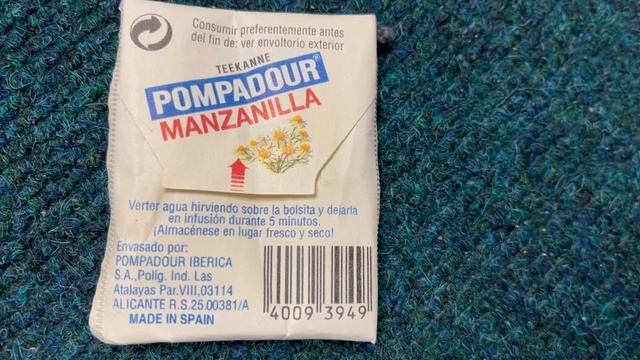 Consumir preferentemente antes
del fin de: ver envoltorio exterior
TEEKANNE
POMPADOUR®
MANZANILLA
Verter agua hirviendo sobre la bolsita y dejarla
en infusión durante 5 minutos.
¡Almacénese en lugar fresco y seco!
Envasado por:
POMPADOUR IBERICA
S.A.,Políg. Ind. Las
Atalayas Par.VIII,03114
ALICANTE R.S.25.00381/A
MADE IN SPAIN
4009 3949